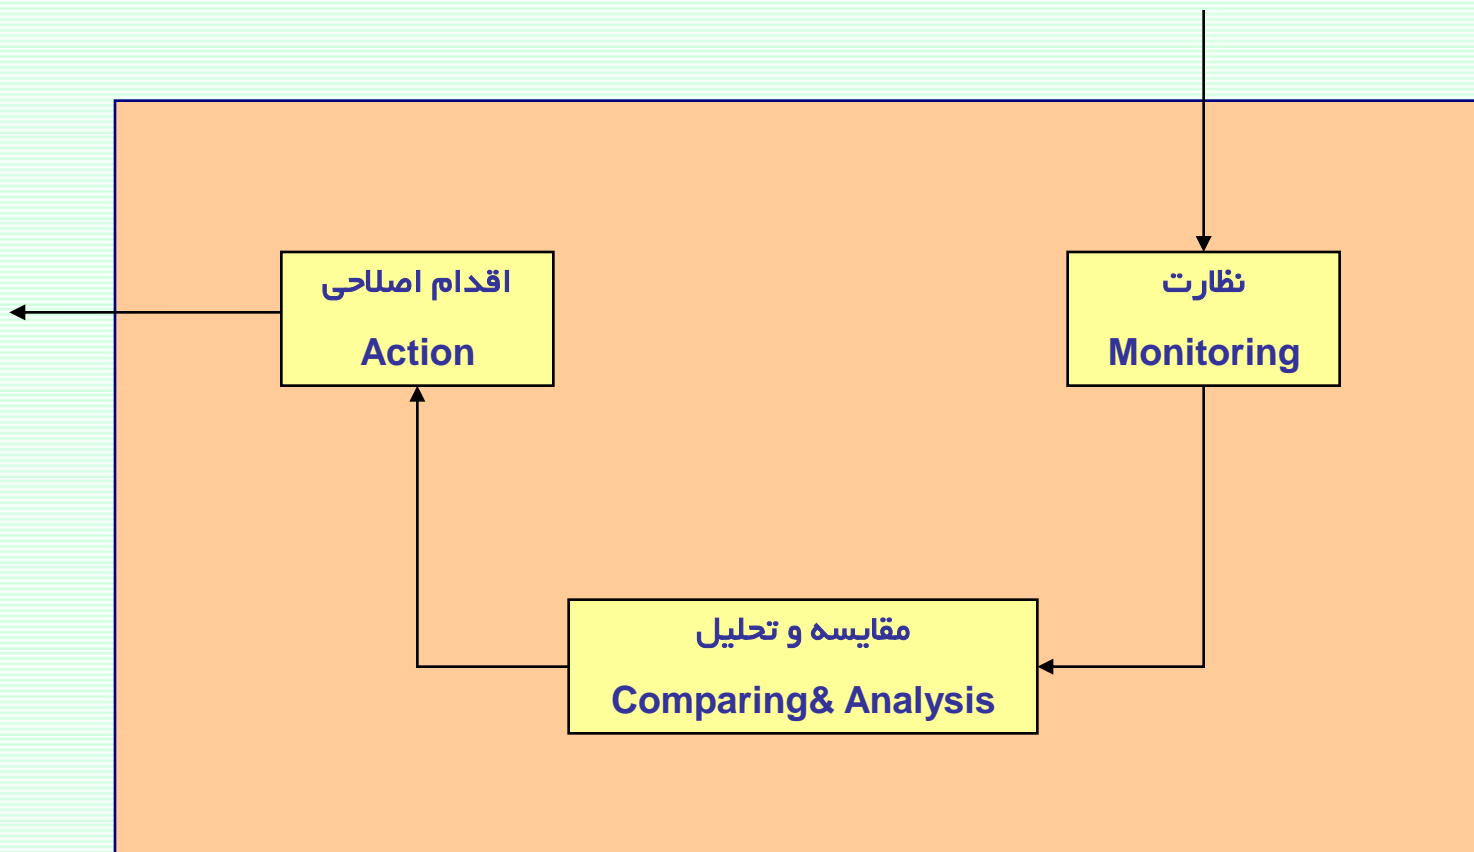 اقدام اصلاحی
Action
نظارت
Monitoring
مقایسه و تحلیل
Comparing& Analysis